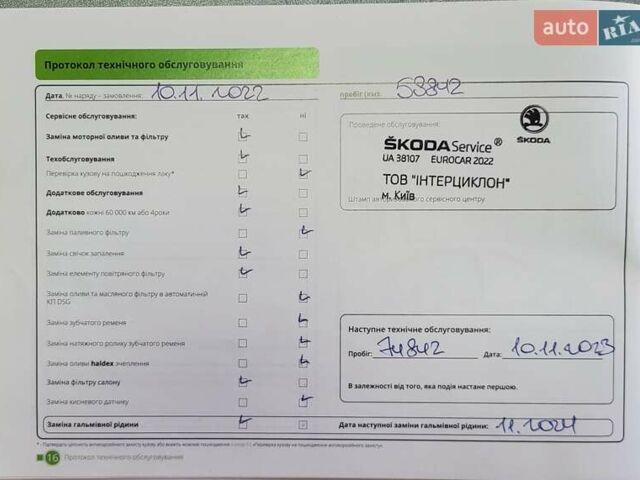 auto RIA
Протокол технічного обслуговування
Дата, № наряду – замовлення: 10.11.2022
пробіг (км): 53842
Сервісне обслуговування: так ні
Заміна моторної оливи та фільтру
Техобслуговування
Перевірка кузову на пошкодження лаку*
Додаткове обслуговування
Додатково кожні 60 000 км або 4роки
Заміна паливного фільтру
Заміна свічок запалення
Заміна елементу повітряного фільтру
Заміна оливи та масляного фільтру в автоматичній
КП DSG
Заміна зубчатого ременя
Заміна натяжного ролику зубчатого ременя
Заміна оливи haldex зчеплення
Заміна фільтру салону
Заміна кисневого датчику
Заміна гальмівної рідини
Проведене обслуговування:
ŠKODA Service®
ŠKODA
UA 38107 EUROCAR 2022
ТОВ "ІНТЕРЦИКЛОН"
м. Київ
Штамп авторизованого сервісного центру.
Наступне технічне обслуговування:
Пробіг: 74842 Дата: 10.11.2023
В залежності від того, яка подія настане першою.
Дата наступної заміни гальмівної рідини: 11.2024
16 Протокол технічного обслуговування